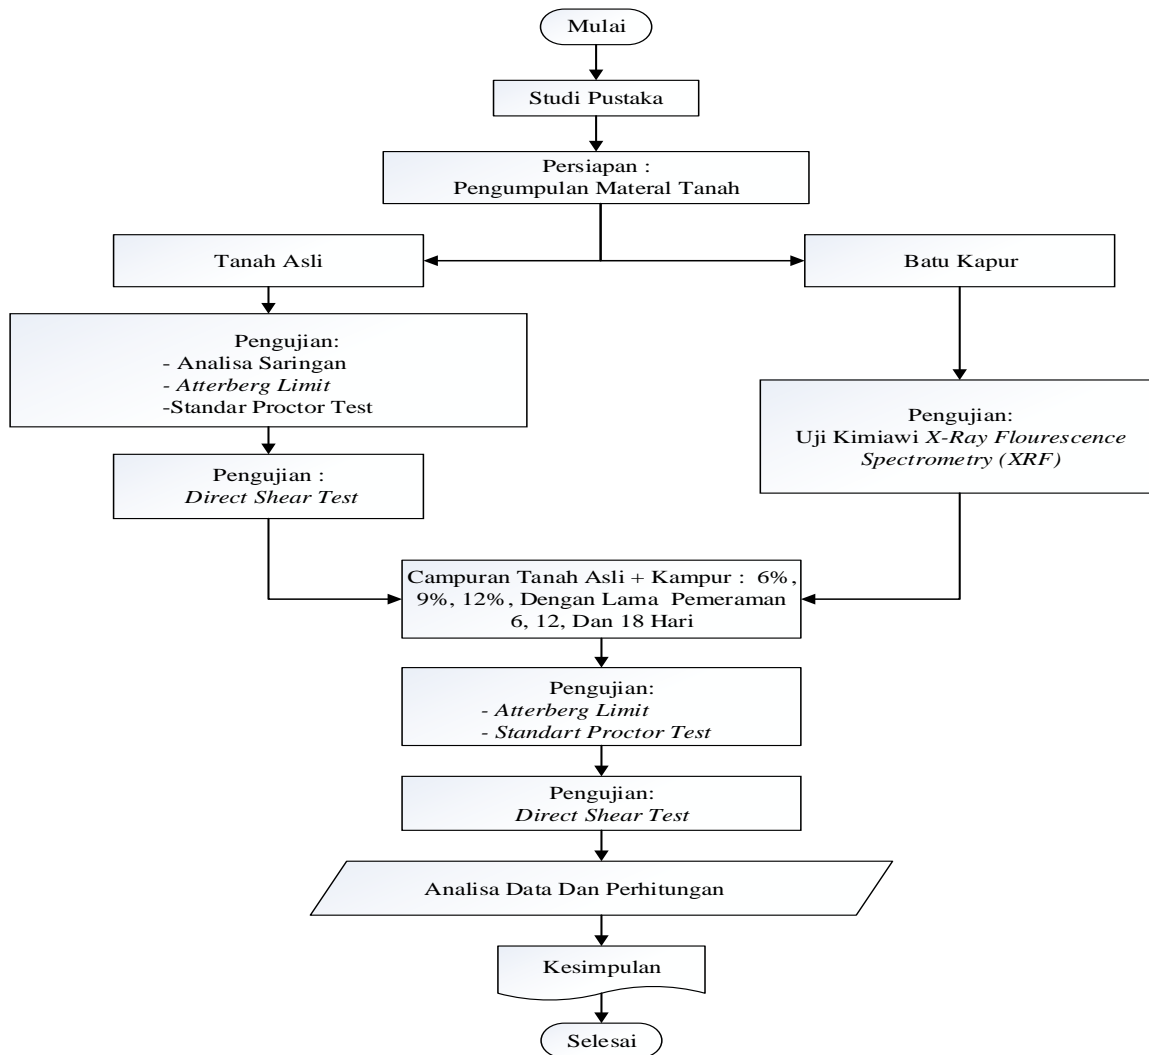 Mulai
Studi Pustaka
Persiapan :
Pengumpulan Materal Tanah
Tanah Asli
Batu Kapur
Pengujian:
- Analisa Saringan
- Atterberg Limit
-Standar Proctor Test
Pengujian:
Uji Kimiawi X-Ray Flourescence
Spectrometry (XRF)
Pengujian :
Direct Shear Test
Campuran Tanah Asli + Kampur : 6%,
9%, 12%, Dengan Lama Pemeraman
6, 12, Dan 18 Hari
Pengujian:
- Atterberg Limit
- Standart Proctor Test
Pengujian:
Direct Shear Test
Analisa Data Dan Perhitungan
Kesimpulan
Selesai